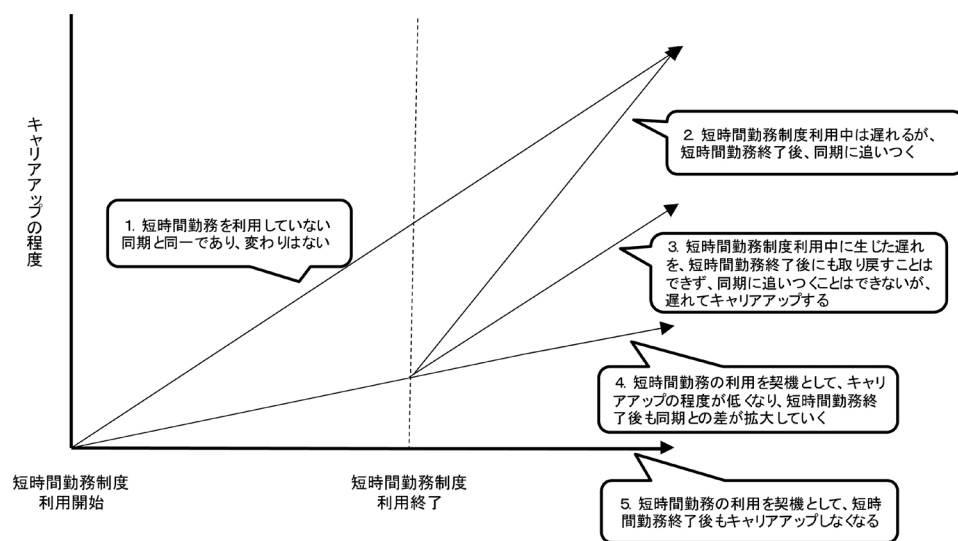 キャリアアップの程度
1. 短時間勤務を利用していない
同期と同一であり、変わりはない
2. 短時間勤務制度利用中は遅れるが、
短時間勤務終了後、同期に追いつく
3. 短時間勤務制度利用中に生じた遅れ
を、短時間勤務終了後にも取り戻すことは
できず、同期に追いつくことはできないが、
遅れてキャリアアップする
4. 短時間勤務の利用を契機として、キャリ
アアップの程度が低くなり、短時間勤務終
了後も同期との差が拡大していく
5. 短時間勤務の利用を契機として、短時
間勤務終了後もキャリアアップしなくなる
短時間勤務制度
利用開始
短時間勤務制度
利用終了